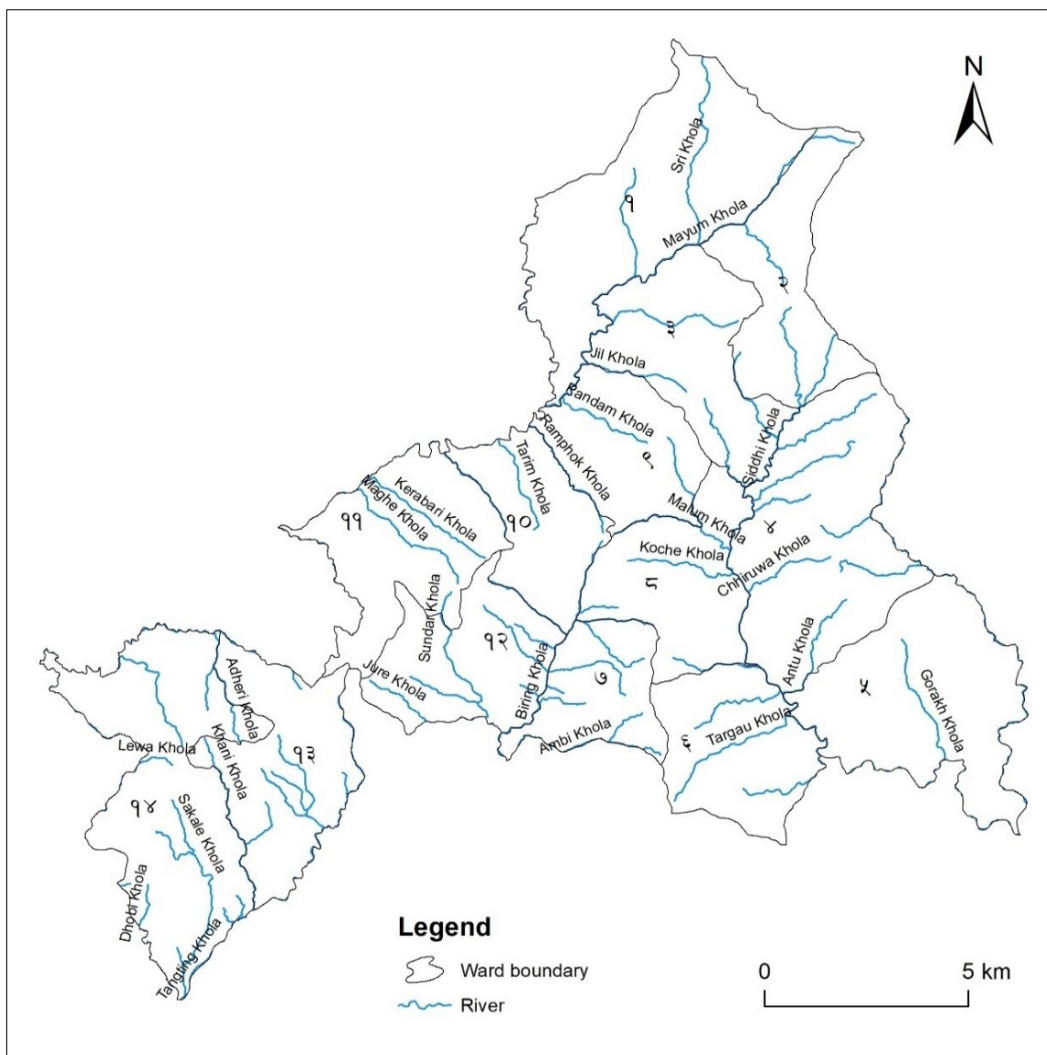 N
Sri Khola
१
Mayum Khola
२
३
Jil Khola
Bandam Khola
Ramphok Khola
Siddhi Khola
Tarim Khola
९
Kerabari Khola
Maghe Khola
११
१०
Malum Khola
४
Koche Khola
Chhiruwa Khola
८
Sundar Khola
१२
Antu Khola
Jure Khola
Biring Khola
७
५
Gorakh Khola
Adheri Khola
Ambi Khola
६
Targau Khola
Lewa Khola
Khani Khola
१३
१४
Sakale Khola
Dhobi Khola
Tangting Khola
Legend
Ward boundary
River
0 5 km